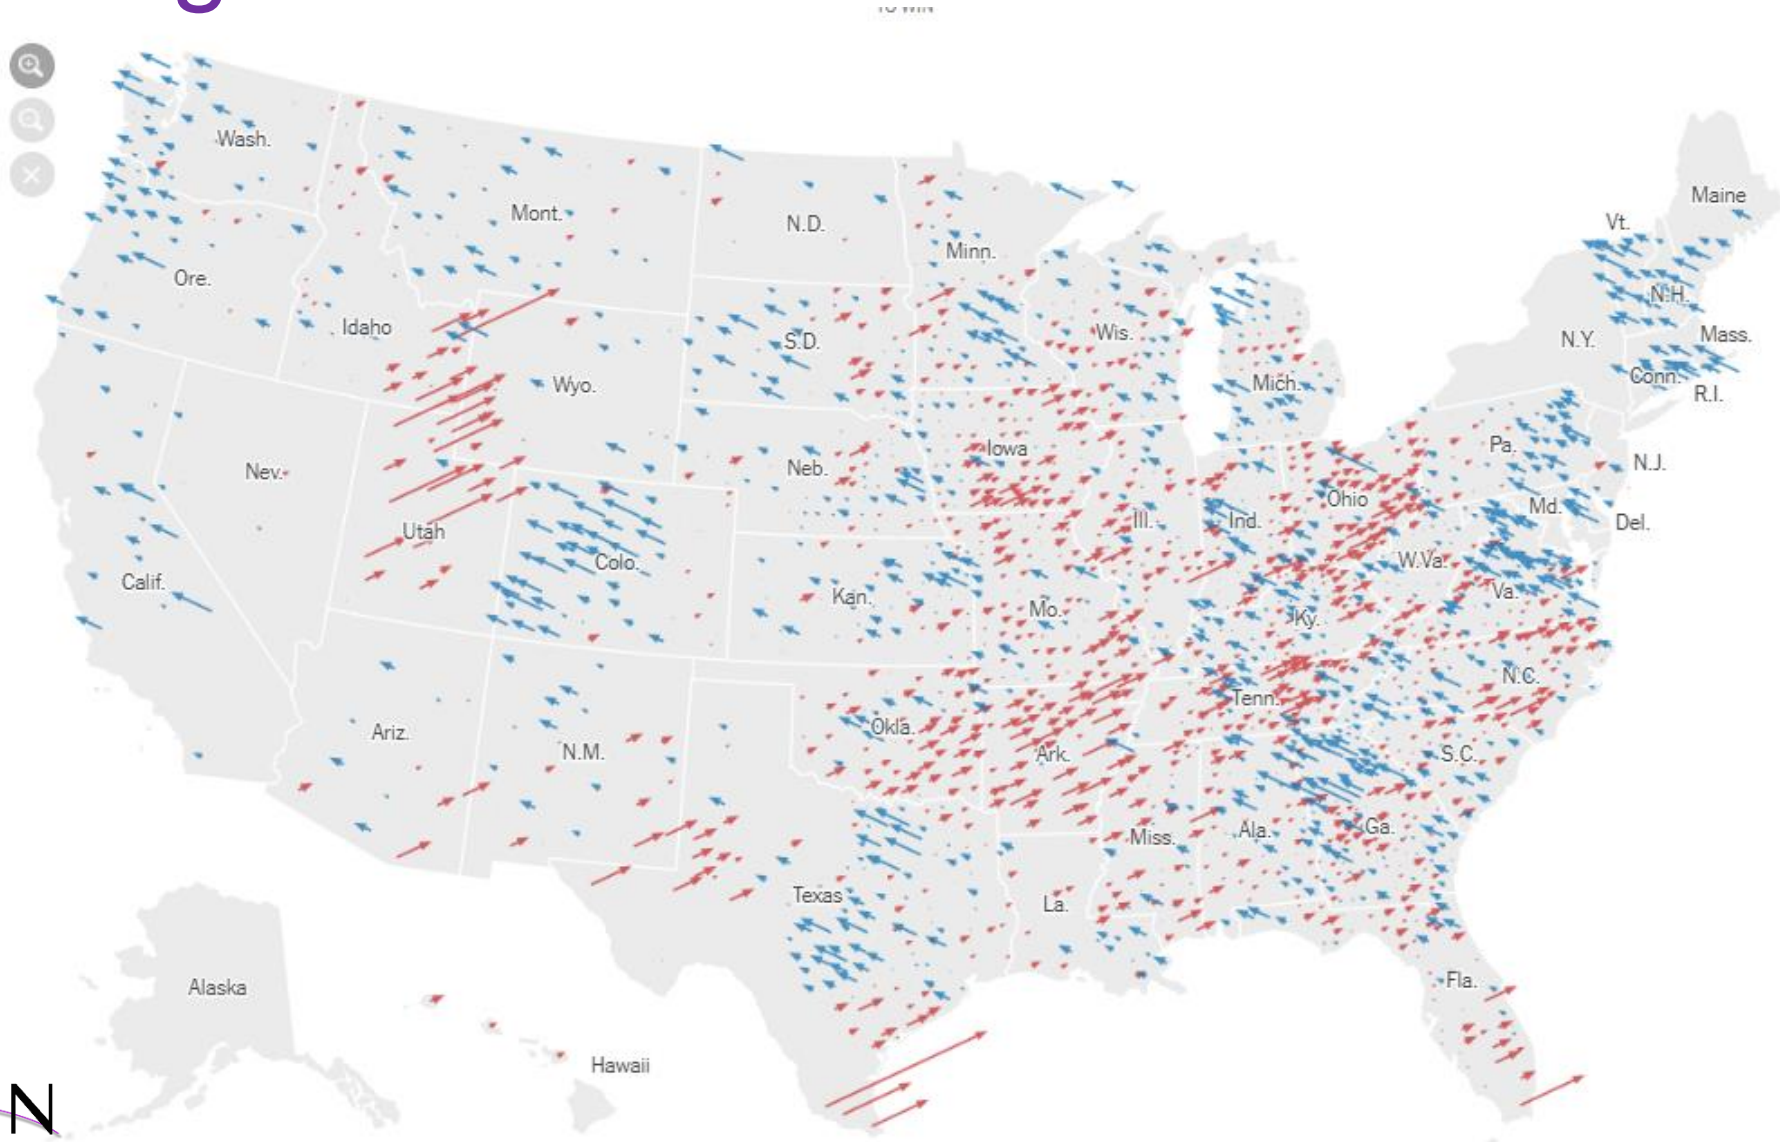 g
TO WIN
Wash.
Maine
Mont.
N.D.
Vt.
Minn.
Ore.
N.H.
Idaho
S.D.
Wis.
N.Y.
Mass.
Wyo.
Mich.
Conn.
R.I.
Nev.
Neb.
Iowa
Pa.
N.J.
Utah
Ohio
Md.
Ill.
Ind.
Del.
Colo.
W.Va.
Calif.
Kan.
Mo.
Ky.
Va.
N.C.
Tenn.
Ariz.
N.M.
Okla.
Ark.
S.C.
Miss.
Ala.
Ga.
Texas
La.
Alaska
Fla.
Hawaii
N